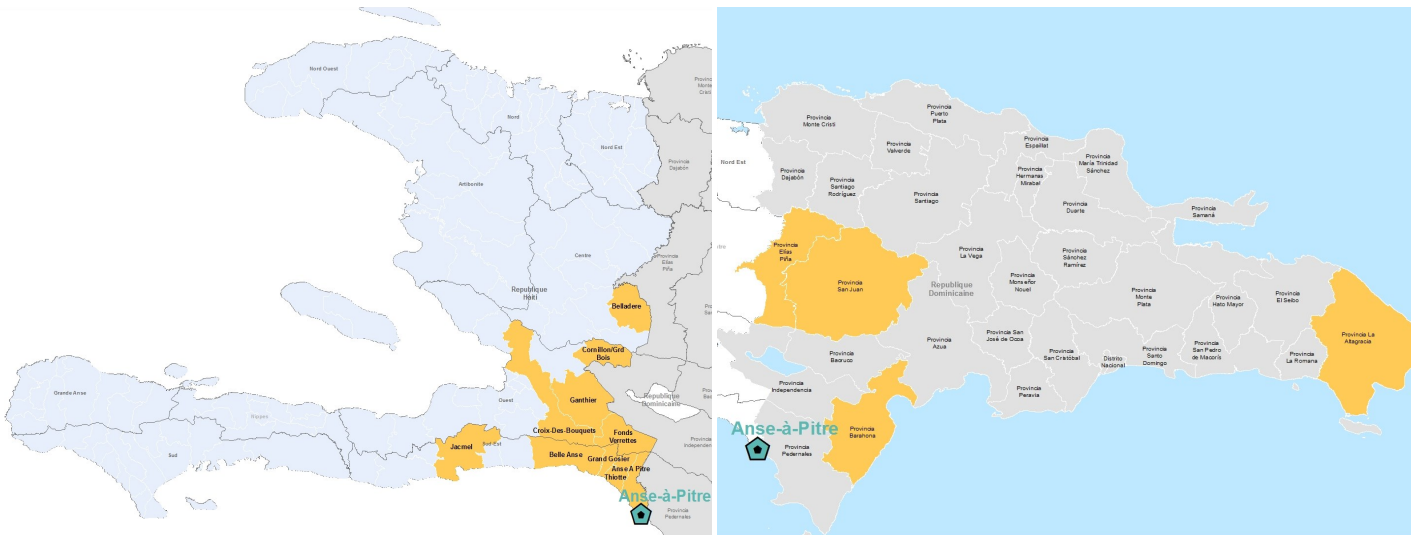 Nord Ouest
Nord
Nord Est
Artibonite
Centre
Republique
Haiti
Belladere
Cornillon/Grd
Bois
Ganthier
Ouest
Croix-Des-Bouquets
Fonds
Verrettes
Belle Anse
Grand Gosier
Anse A Pitre
Thiotte
Jacmel
Sud Est
Grande Anse
Nippes
Sud
Anse-à-Pitre
Provincia
Dajabón
Provincia
Elías
Piña
Republique
Dominicaine
Provincia
Pedernales
Nord Est
Provincia
Monte Cristi
Provincia
Puerto
Plata
Provincia
Valverde
Provincia
Espaillat
Provincia
María Trinidad
Sánchez
Provincia
Dajabón
Provincia
Santiago
Rodríguez
Provincia
Santiago
Provincia
Hermanas
Mirabal
Provincia
Duarte
Provincia
Samaná
Provincia
Elías
Piña
Provincia
San Juan
Provincia
La Vega
Republique
Dominicaine
Provincia
Monseñor
Nouel
Provincia
Sánchez
Ramírez
Provincia
Monte
Plata
Provincia
Hato Mayor
Provincia
El Seibo
Provincia La
Altagracia
Provincia
Baoruco
Provincia
Azua
Provincia San
José de Ocoa
Provincia
San Cristóbal
Distrito
Nacional
Provincia
Santo
Domingo
Provincia
San Pedro
de Macorís
Provincia
La Romana
Provincia
Independencia
Provincia
Peravia
Provincia
Barahona
Anse-à-Pitre
Provincia
Pedernales